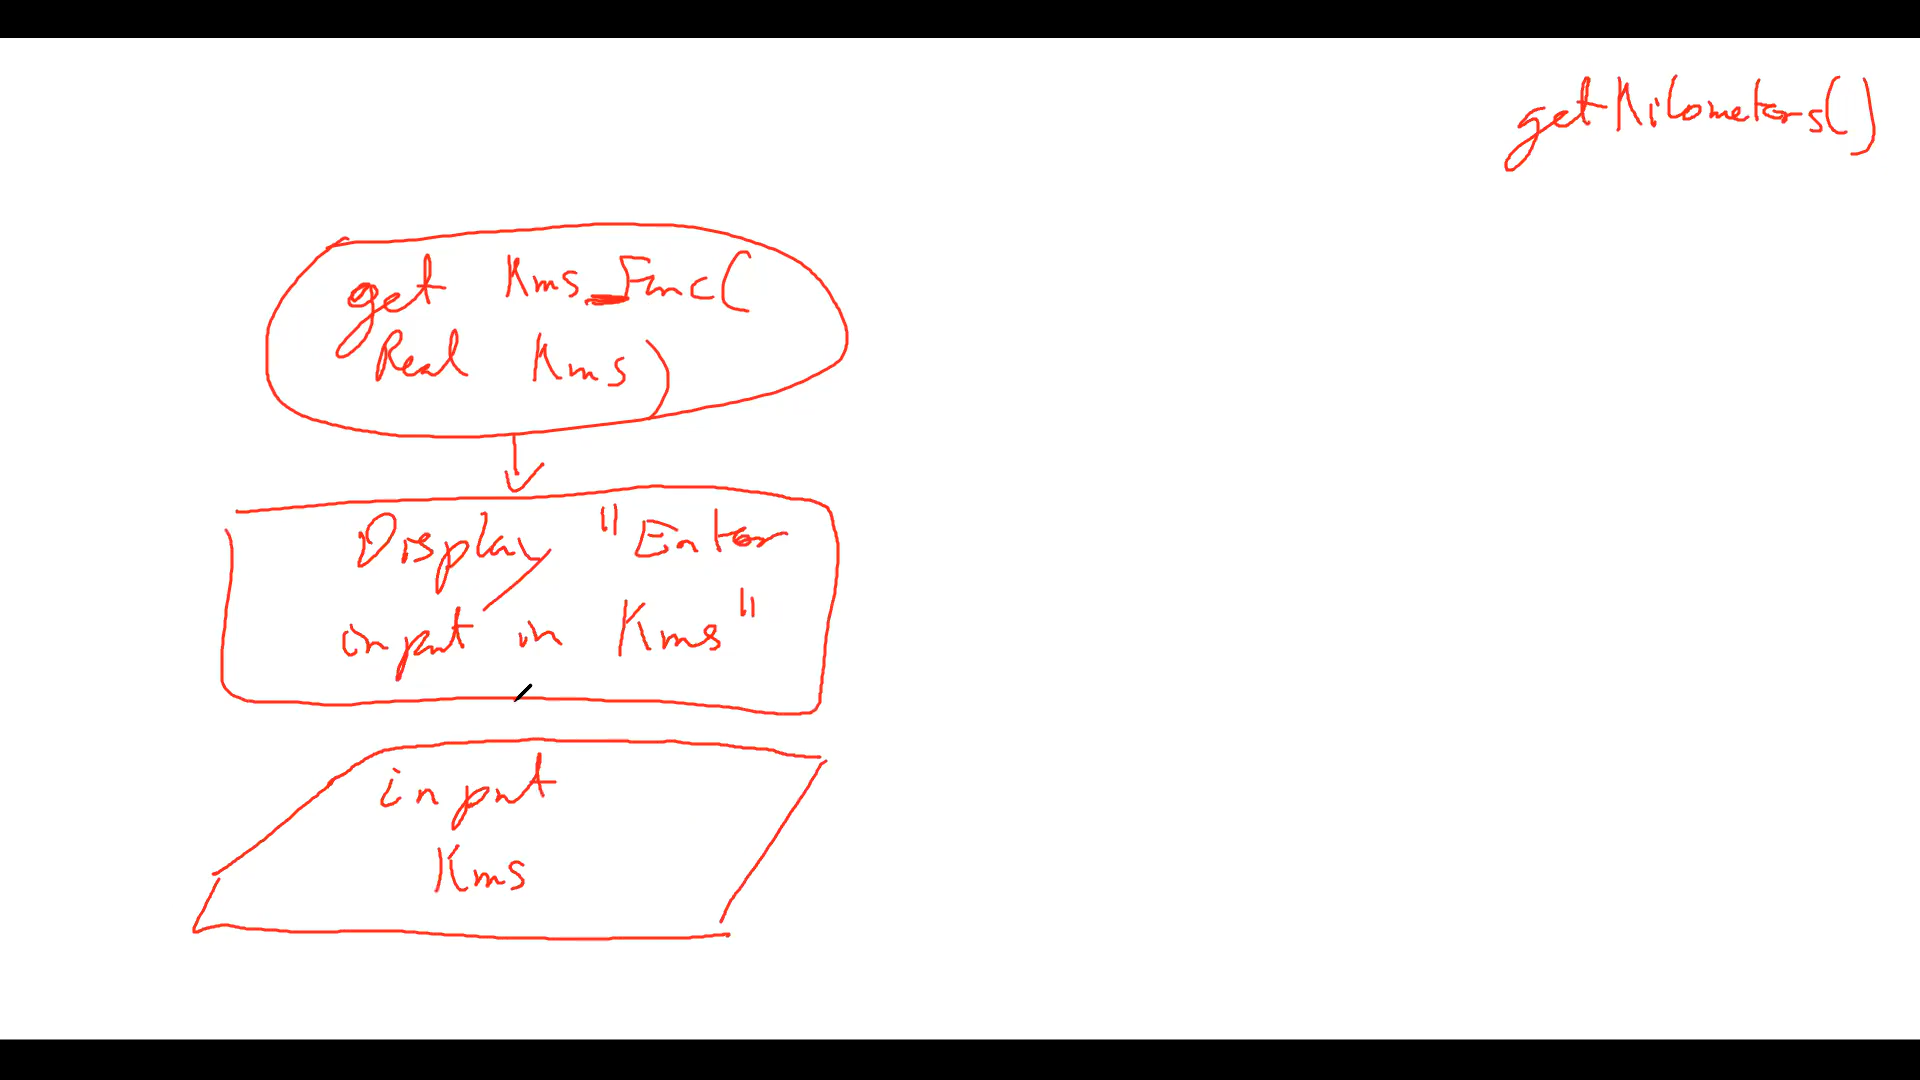 getKilometers()
get Kms_Func(
Real Kms)
Display "Enter
input in Kms"
input
Kms